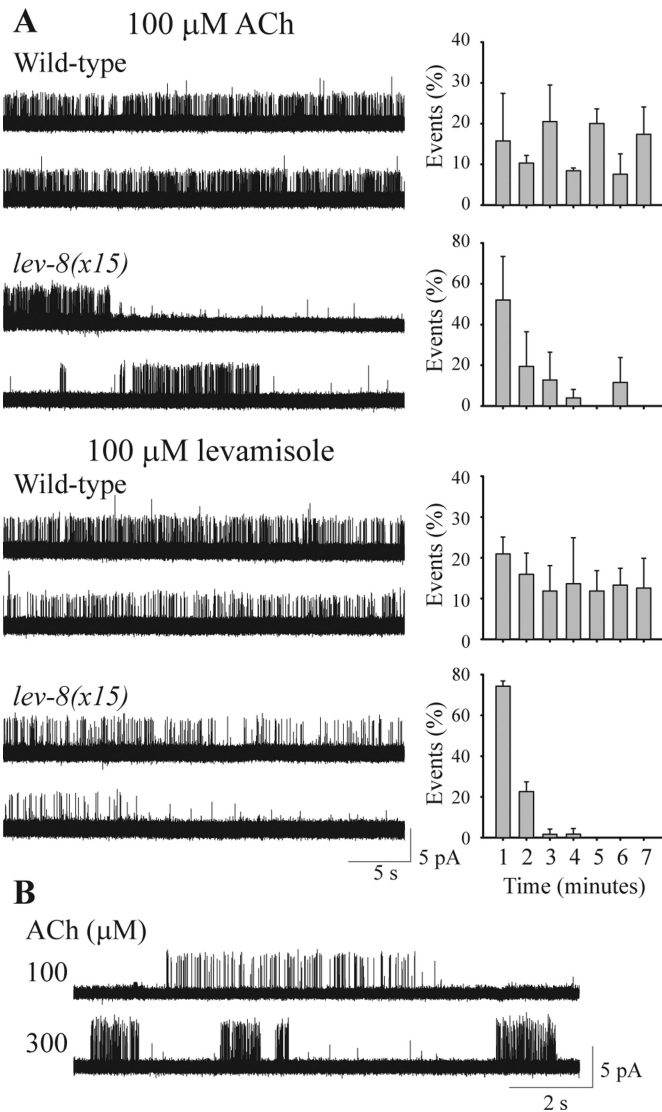 A
100 μM ACh
Wild-type
Events (%)
40
30
20
10
0
lev-8(x15)
Events (%)
80
60
40
20
0
100 μM levamisole
Wild-type
Events (%)
40
30
20
10
0
lev-8(x15)
Events (%)
80
60
40
20
0
1 2 3 4 5 6 7
Time (minutes)
5 pA
5 s
B
ACh (μM)
100
300
5 pA
2 s